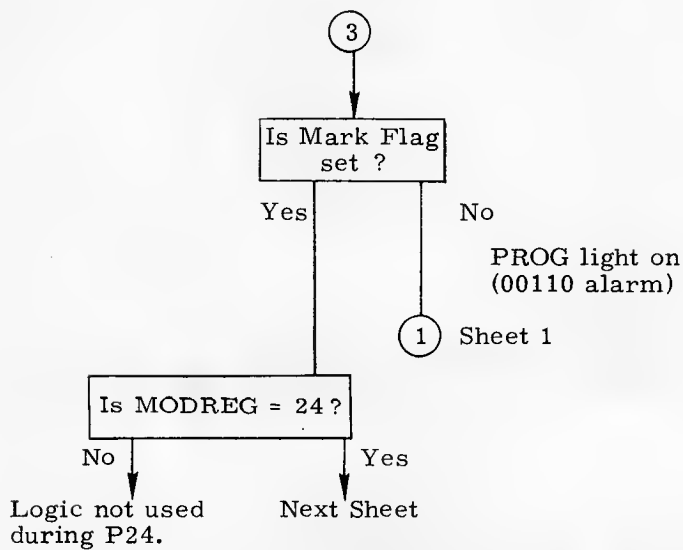 3
Is Mark Flag
set ?
Yes
No
PROG light on
(00110 alarm)
1 Sheet 1
Is MODREG = 24?
No
Yes
Logic not used
during P24.
Next Sheet